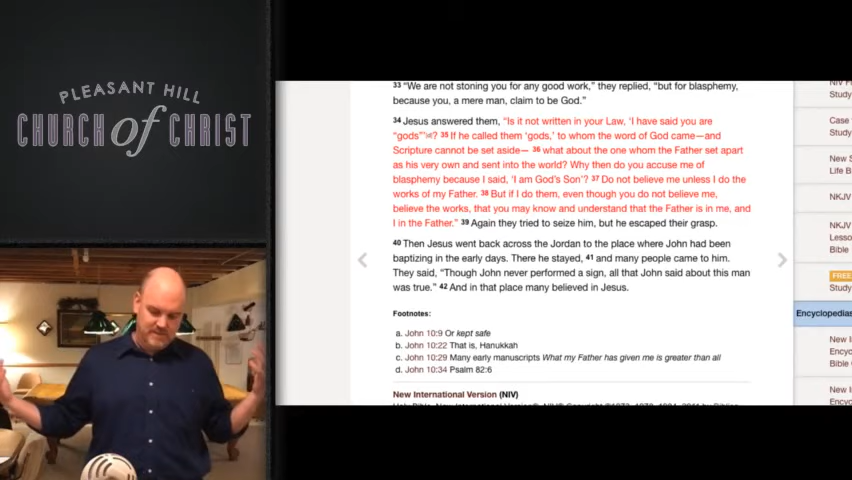 PLEASANT HILL
CHURCH of CHRIST
33 “We are not stoning you for any good work,” they replied, “but for blasphemy,
because you, a mere man, claim to be God.”
34 Jesus answered them, “Is it not written in your Law, ‘I have said you are
“gods”’[d]? 35 If he called them ‘gods,’ to whom the word of God came—and
Scripture cannot be set aside— 36 what about the one whom the Father set apart
as his very own and sent into the world? Why then do you accuse me of
blasphemy because I said, ‘I am God’s Son’? 37 Do not believe me unless I do the
works of my Father. 38 But if I do them, even though you do not believe me,
believe the works, that you may know and understand that the Father is in me, and
I in the Father.” 39 Again they tried to seize him, but he escaped their grasp.
40 Then Jesus went back across the Jordan to the place where John had been
baptizing in the early days. There he stayed, 41 and many people came to him.
They said, “Though John never performed a sign, all that John said about this man
was true.” 42 And in that place many believed in Jesus.
Footnotes:
a. John 10:9 Or kept safe
b. John 10:22 That is, Hanukkah
c. John 10:29 Many early manuscripts What my Father has given me is greater than all
d. John 10:34 Psalm 82:6
New International Version (NIV)
Study
Case
Study
New S
Life B
NKJV
NKJV
Lesso
Bible
FREE
Study
Encyclopedias
New I
Encyc
Bible
New I
Encyc